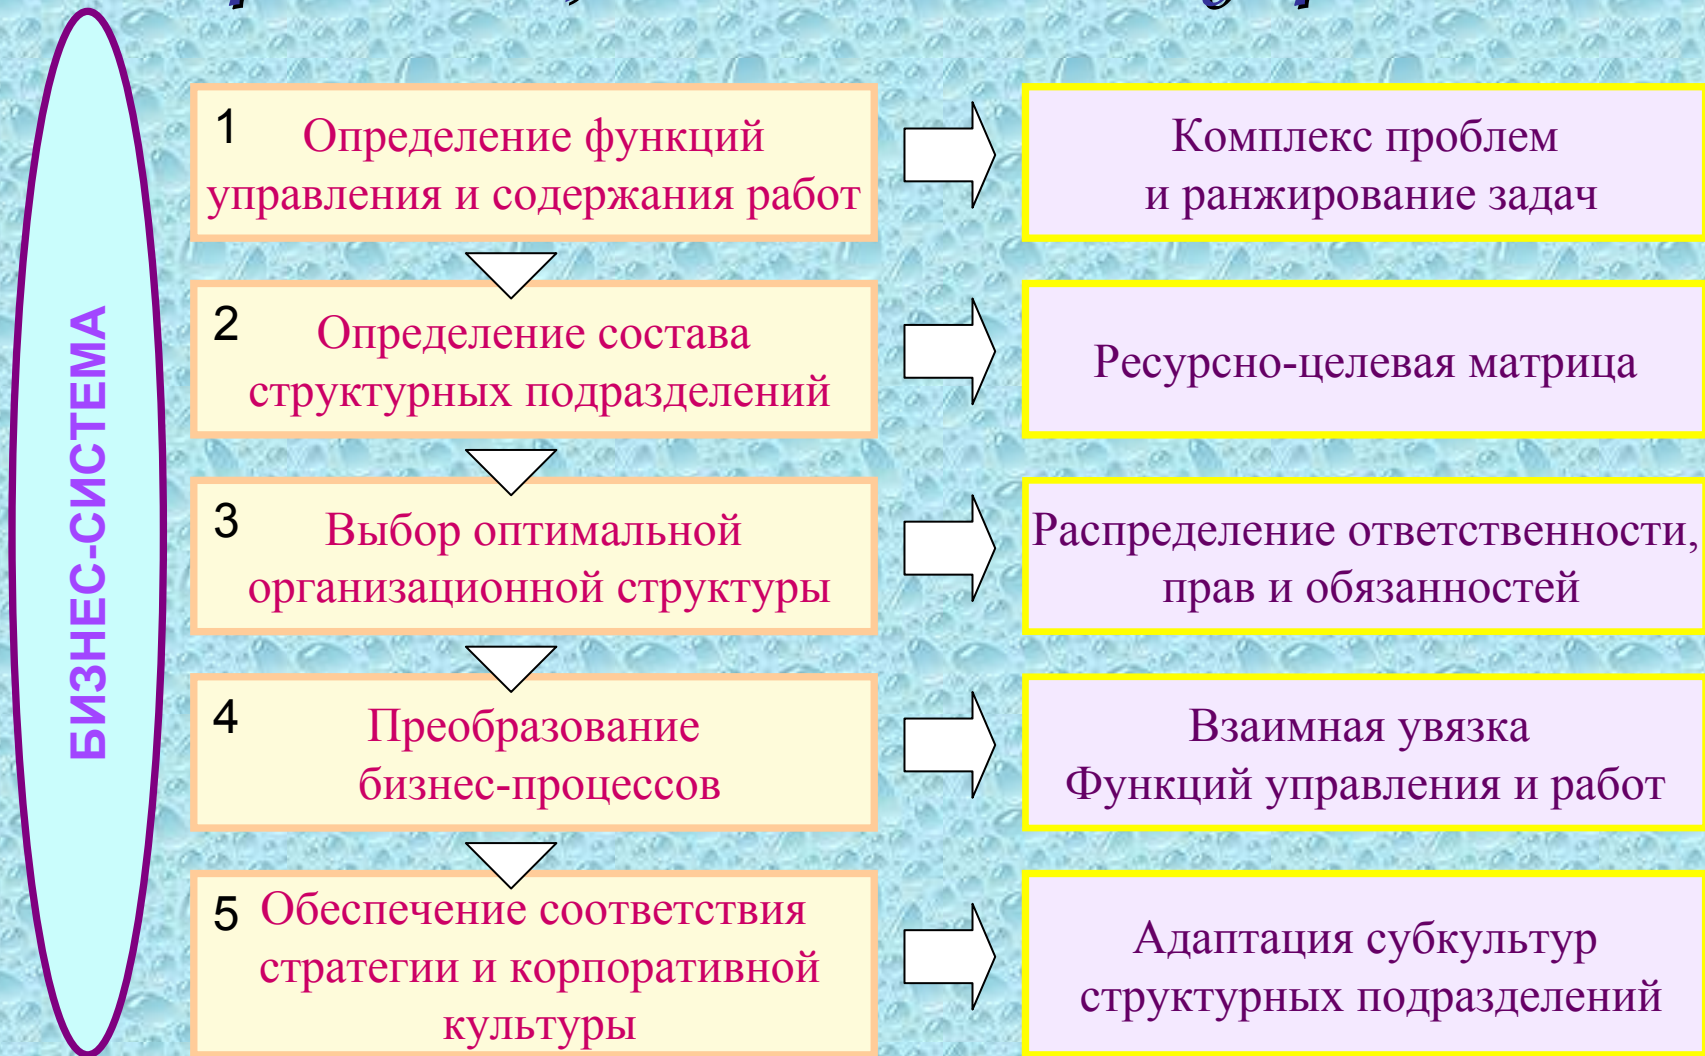 БИЗНЕС-СИСТЕМА
1
Определение функций
управления и содержания работ
Комплекс проблем
и ранжирование задач
2
Определение состава
структурных подразделений
Ресурсно-целевая матрица
3
Выбор оптимальной
организационной структуры
Распределение ответственности,
прав и обязанностей
4
Преобразование
бизнес-процессов
Взаимная увязка
Функций управления и работ
5
Обеспечение соответствия
стратегии и корпоративной
культуры
Адаптация субкультур
структурных подразделений